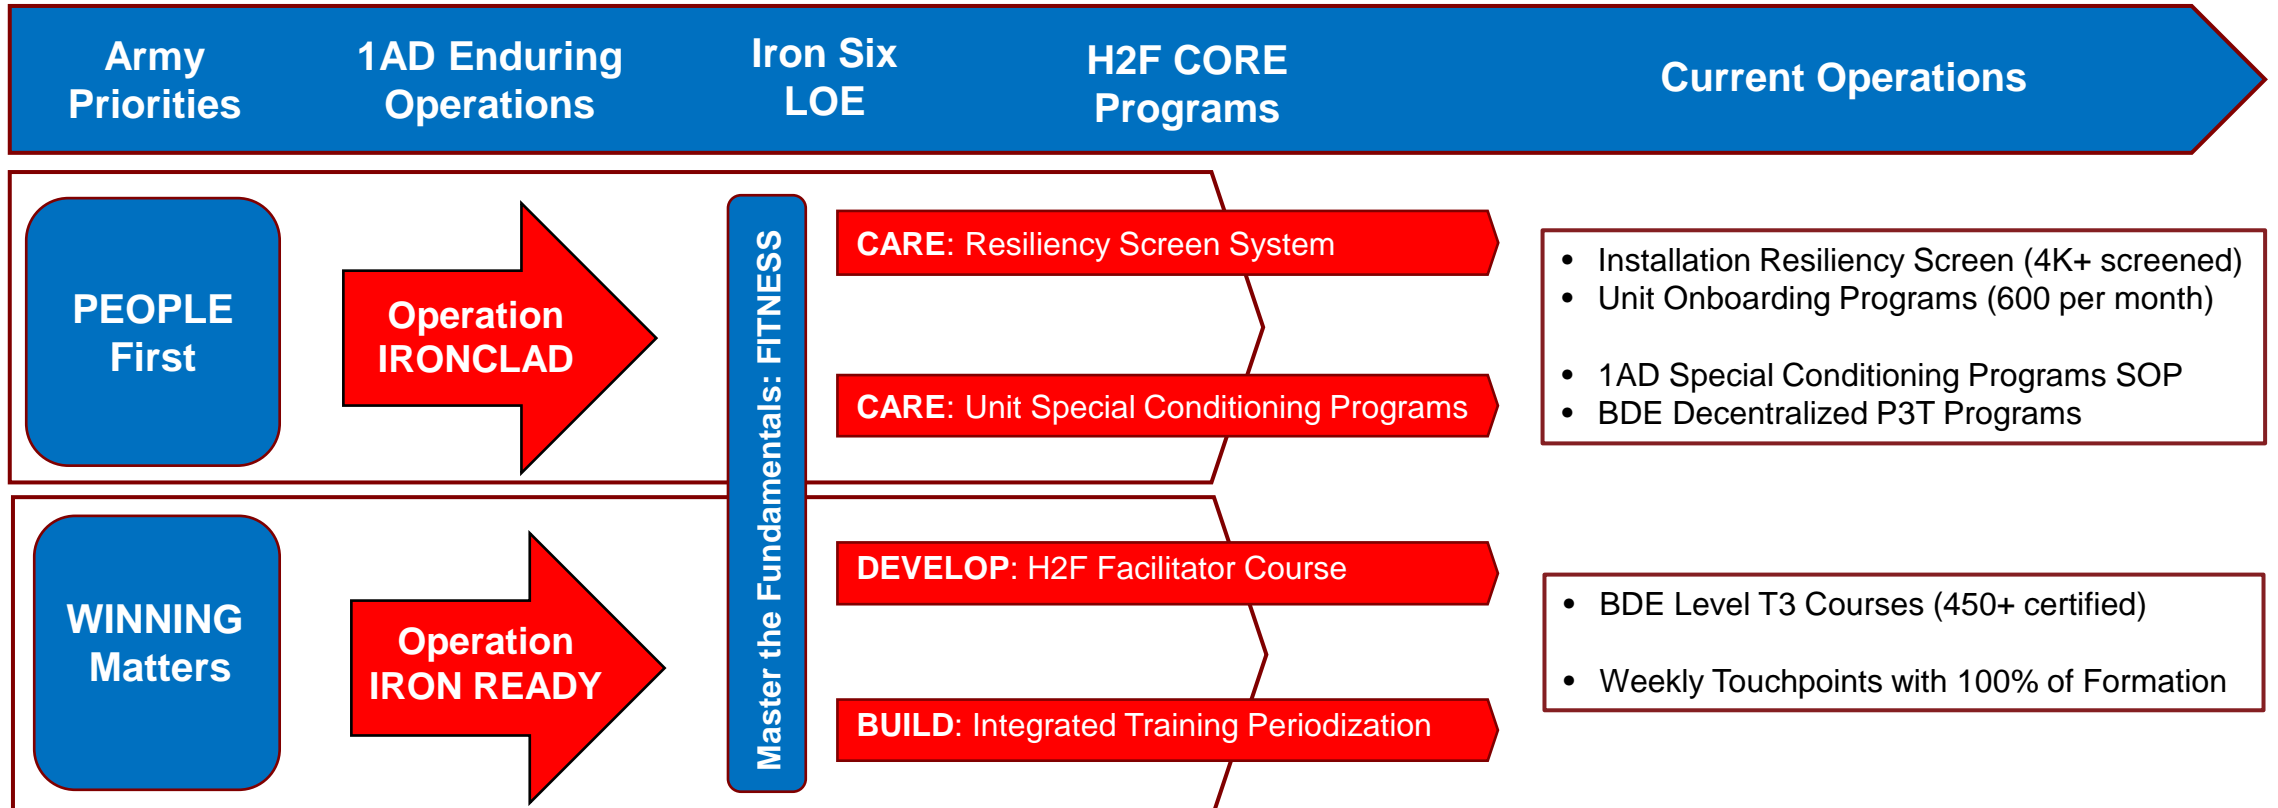 Army
Priorities
1AD Enduring
Operations
Iron Six
LOE
H2F CORE
Programs
Current Operations
PEOPLE
First
Operation
IRONCLAD
Master the Fundamentals: FITNESS
CARE: Resiliency Screen System
CARE: Unit Special Conditioning Programs
• Installation Resiliency Screen (4K+ screened)
• Unit Onboarding Programs (600 per month)
• 1AD Special Conditioning Programs SOP
• BDE Decentralized P3T Programs
WINNING
Matters
Operation
IRON READY
DEVELOP: H2F Facilitator Course
BUILD: Integrated Training Periodization
• BDE Level T3 Courses (450+ certified)
• Weekly Touchpoints with 100% of Formation